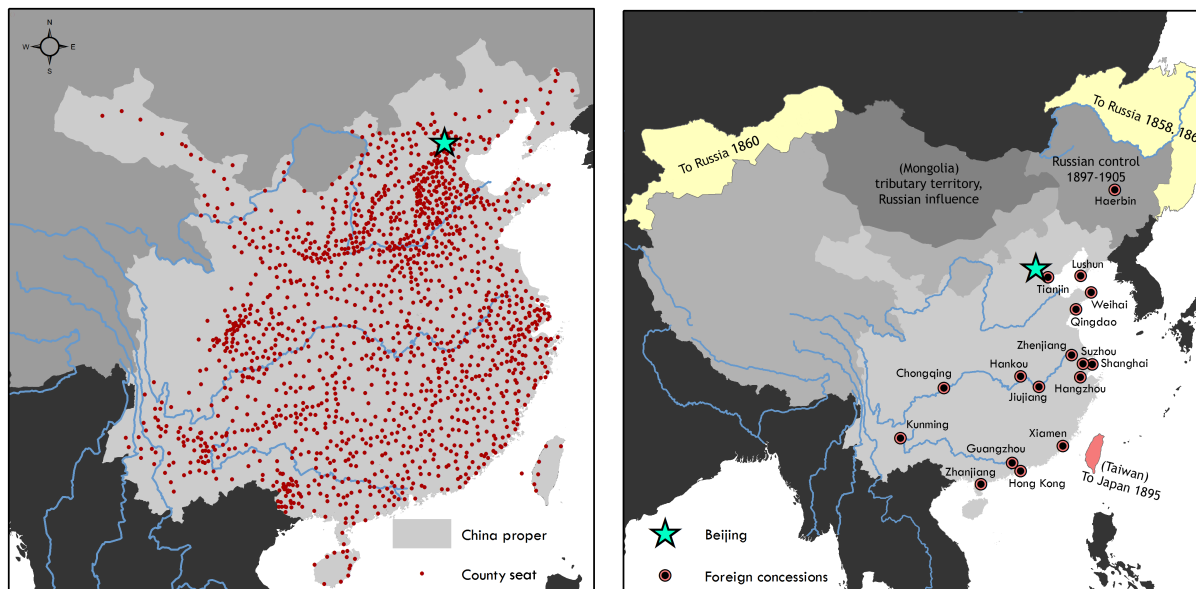 N
W
E
S
China proper
County seat
To Russia 1860
To Russia 1858, 186
(Mongolia)
tributary territory,
Russian influence
Russian control
1897-1905
Haerbin
Lushun
Tianjin
Weihai
Qingdao
Zhenjiang
Suzhou
Shanghai
Hankou
Chongqing
Jiujiang
Hangzhou
Kunming
Xiamen
Guangzhou
Zhanjiang
Hong Kong
(Taiwan)
To Japan 1895
Beijing
Foreign concessions